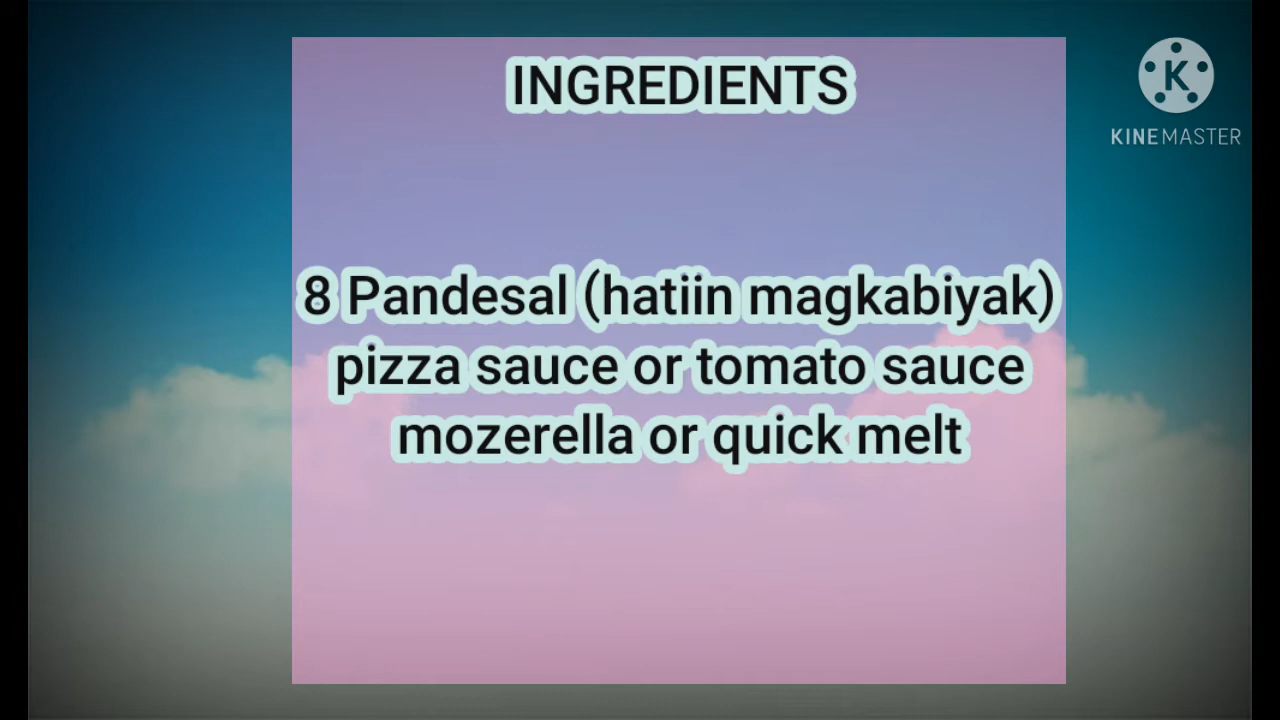 INGREDIENTS
8 Pandesal (hatiin magkabiyak)
pizza sauce or tomato sauce
mozerella or quick melt
K
KINEMASTER